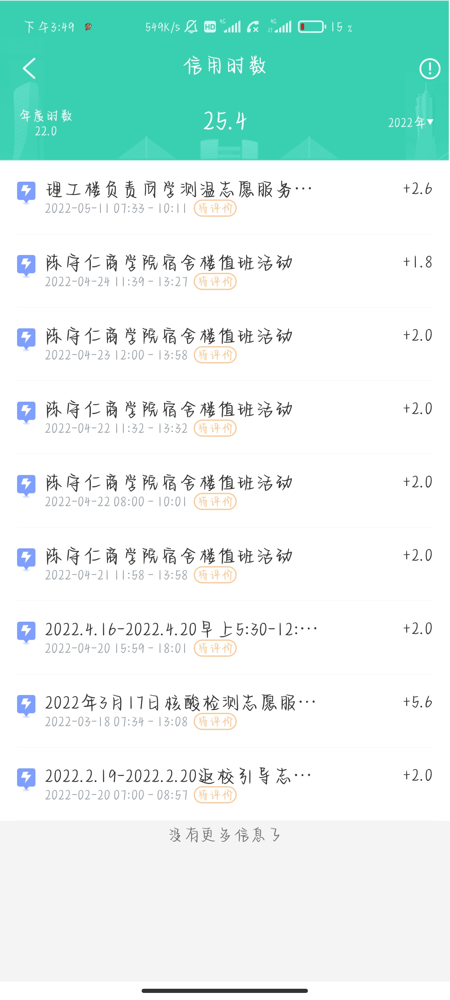 下午3:49 549K/s HD 4G 4G 15 %
信用时数
年度时数
22.0
25.4
2022年
理工楼负责同学测温志愿服务… +2.6
2022-05-11 07:33 - 10:11 待评价
陈守仁商学院宿舍楼值班活动 +1.8
2022-04-24 11:39 - 13:27 待评价
陈守仁商学院宿舍楼值班活动 +2.0
2022-04-23 12:00 - 13:58 待评价
陈守仁商学院宿舍楼值班活动 +2.0
2022-04-22 11:32 - 13:32 待评价
陈守仁商学院宿舍楼值班活动 +2.0
2022-04-22 08:00 - 10:01 待评价
陈守仁商学院宿舍楼值班活动 +2.0
2022-04-21 11:58 - 13:58 待评价
2022.4.16-2022.4.20早上5:30-12:… +2.0
2022-04-20 15:59 - 18:01 待评价
2022年3月17日核酸检测志愿服… +5.6
2022-03-18 07:34 - 13:08 待评价
2022.2.19-2022.2.20返校引导志… +2.0
2022-02-20 07:00 - 08:57 待评价
没有更多信息了